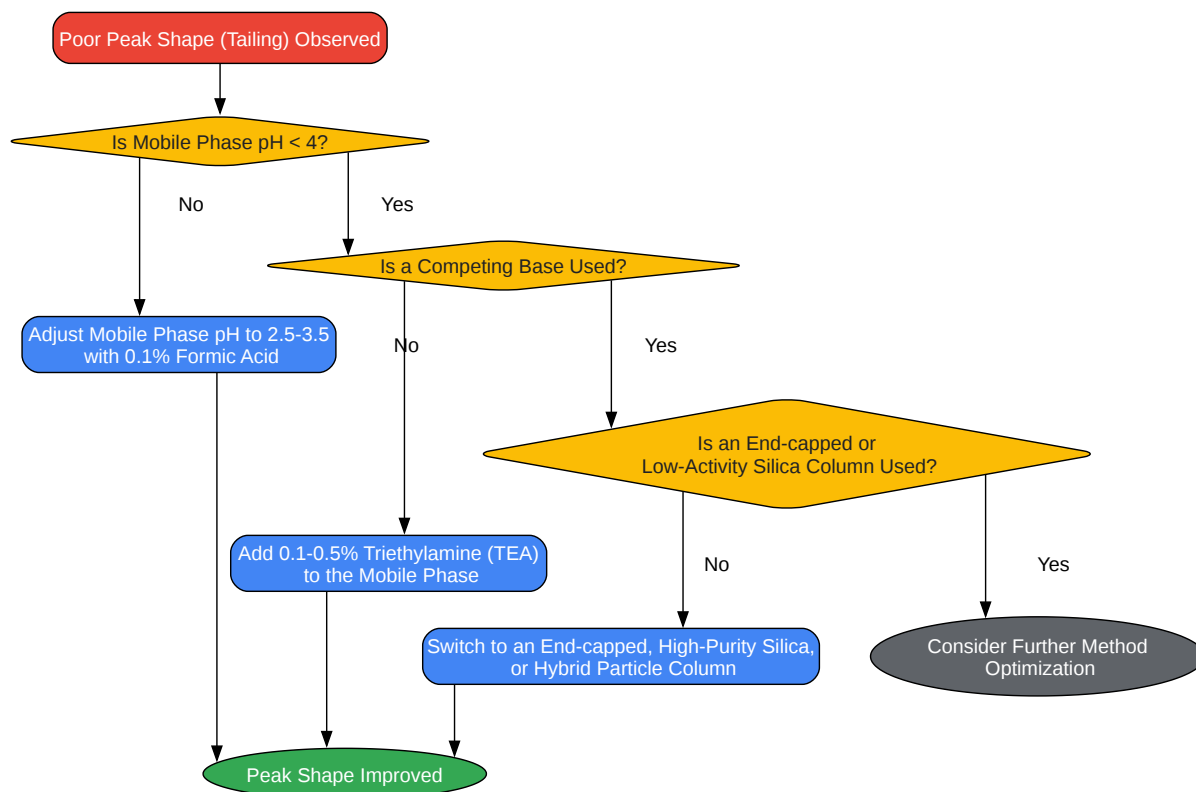 Poor Peak Shape (Tailing) Observed
Is Mobile Phase pH < 4?
No
Yes
Is a Competing Base Used?
Adjust Mobile Phase pH to 2.5-3.5
with 0.1% Formic Acid
No
Yes
Is an End-capped or
Low-Activity Silica Column Used?
Add 0.1-0.5% Triethylamine (TEA)
to the Mobile Phase
No
Yes
Switch to an End-capped, High-Purity Silica,
or Hybrid Particle Column
Consider Further Method
Optimization
Peak Shape Improved